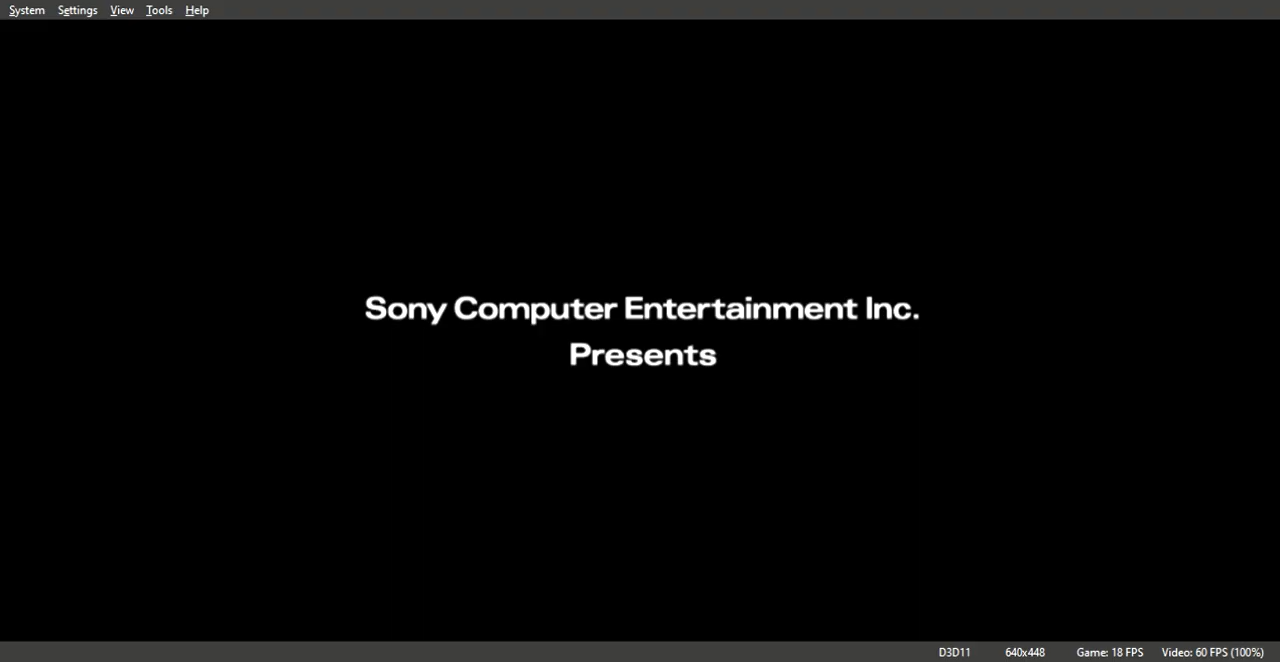 System Settings View Tools Help
Sony Computer Entertainment Inc.
Presents
D3D11 640x448 Game: 18 FPS Video: 60 FPS (100%)